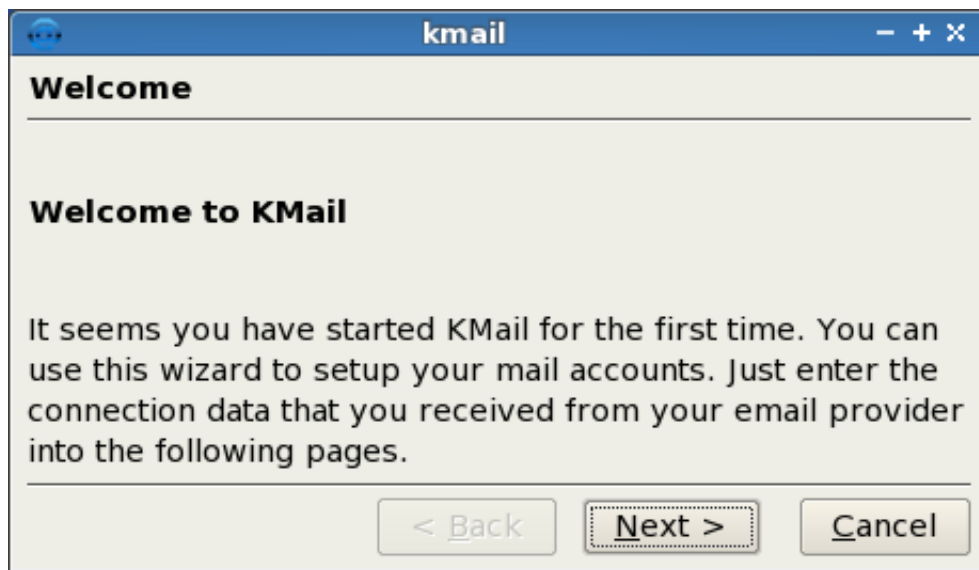 kmail
Welcome
Welcome to KMail
It seems you have started KMail for the first time. You can
use this wizard to setup your mail accounts. Just enter the
connection data that you received from your email provider
into the following pages.
< Back Next > Cancel